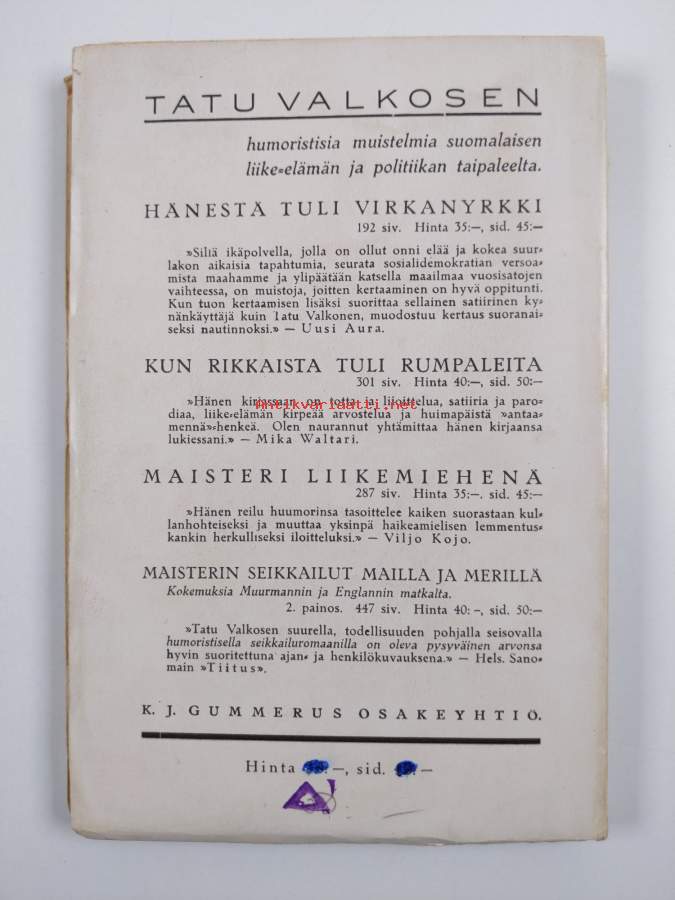 TATU VALKOSEN
humoristisia muistelmia suomalaisen
liike=elämän ja politiikan taipaleelta.
HÄNESTÄ TULI VIRKANYRKKI
192 siv. Hinta 35:—, sid. 45:—
»Sillä ikäpolvella, jolla on ollut onni elää ja kokea suur=
lakon aikaisia tapahtumia, seurata sosialidemokratian versoa=
mista maahamme ja ylipäätään katsella maailmaa vuosisatojen
vaihteessa, on muistoja, joitten kertaaminen on hyvä oppitunti.
Kun tuon kertaamisen lisäksi suorittaa sellainen satiirinen ky=
nänkäyttäjä kuin Tatu Valkonen, muodostuu kertaus suoranai=
seksi nautinnoksi.» — Uusi Aura.
KUN RIKKAISTA TULI RUMPALEITA
301 siv. Hinta 40:—, sid. 50:—
»Hänen kirjassaan on totta ja liioittelua, satiiria ja paro=
antikvariaatti.net
diaa, liike=elämän kirpeää arvostelua ja huimapäistä »antaa=
mennä»=henkeä. Olen naurannut yhtämittaa hänen kirjaansa
lukiessani.» — Mika Waltari.
MAISTERI LIIKEMIEHENÄ
287 siv. Hinta 35:—. sid. 45:—
»Hänen reilu huumorinsa tasoittelee kaiken suorastaan kul=
lanhohteiseksi ja muuttaa yksinpä haikeamielisen lemmentus=
kankin herkulliseksi iloitteluksi.» — Viljo Kojo.
MAISTERIN SEIKKAILUT MAILLA JA MERILLÄ
Kokemuksia Muurmannin ja Englannin matkalta.
2. painos. 447 siv. Hinta 40:–, sid. 50:—
»Tatu Valkosen suurella, todellisuuden pohjalla seisovalla
humoristisella seikkailuromaanilla on oleva pysyväinen arvonsa
hyvin suoritettuna ajan= ja henkilökuvauksena.» — Hels. Sano=
main »Tiitus».
K. J. GUMMERUS OSAKEYHTIÖ.
Hinta :—, sid. :—